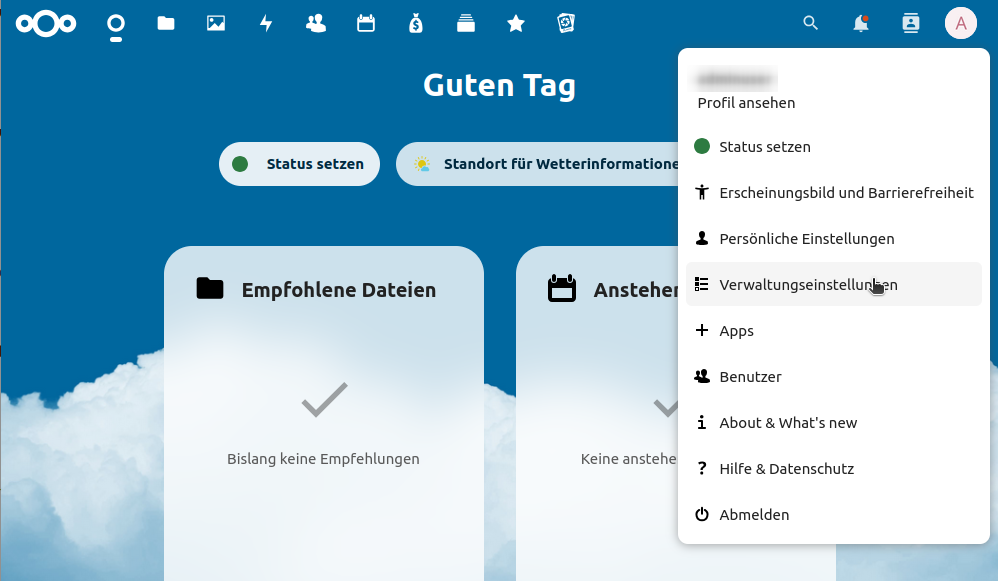 A
Guten Tag
Profil ansehen
Status setzen
Standort für Wetterinformatione
Status setzen
Erscheinungsbild und Barrierefreiheit
Persönliche Einstellungen
Empfohlene Dateien
Anstehen
Verwaltungseinstellungen
Apps
Benutzer
About & What's new
Bislang keine Empfehlungen
Keine anstehe
Hilfe & Datenschutz
Abmelden